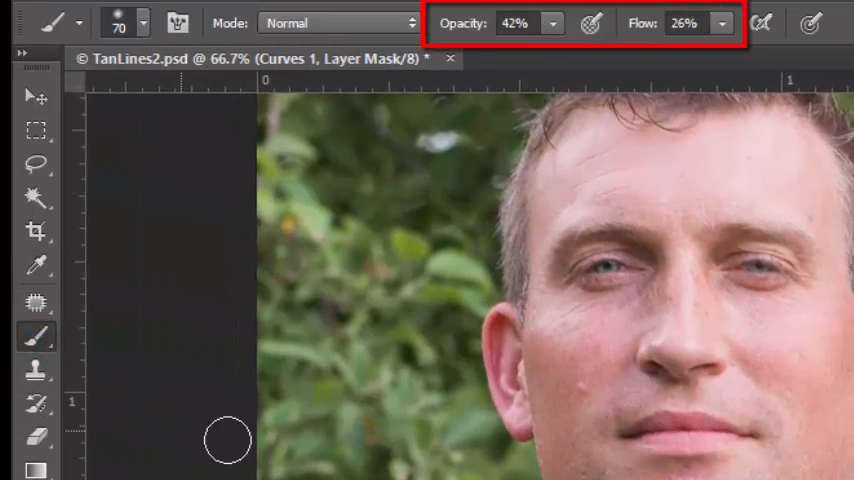 70 Mode: Normal Opacity: 42% Flow: 26%
© TanLines2.psd @ 66.7% (Curves 1, Layer Mask/8) * ×
0 1
1